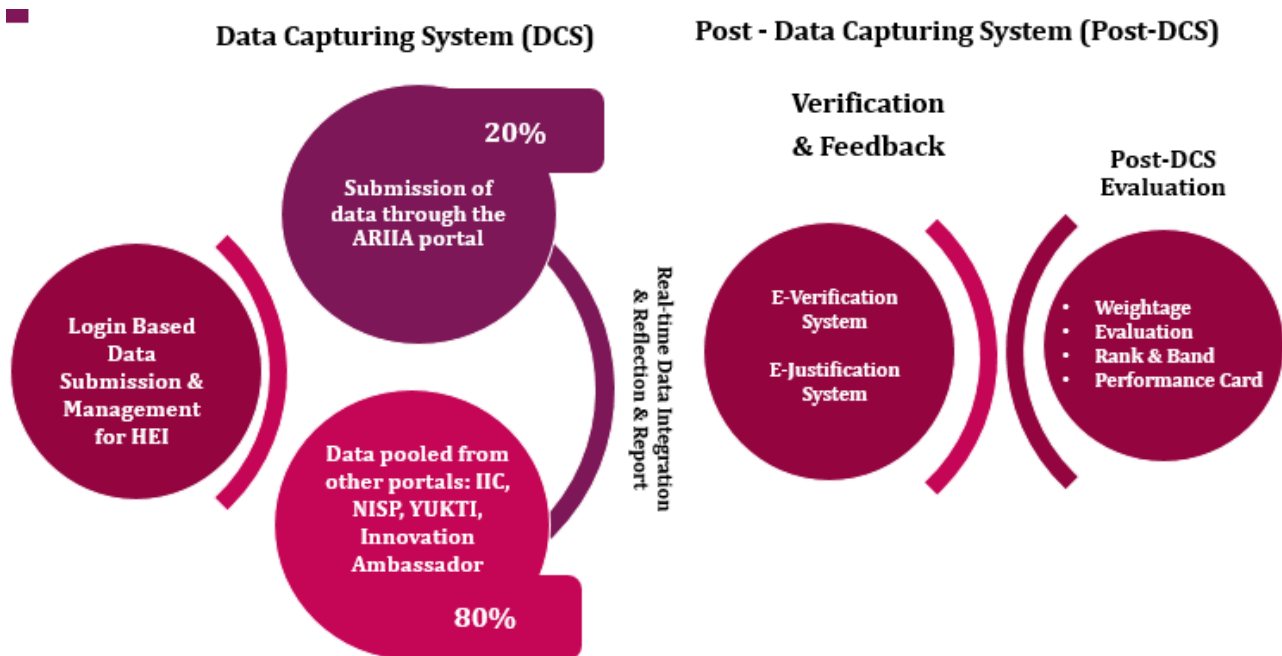 Data Capturing System (DCS)
Post - Data Capturing System (Post-DCS)
Login Based
Data
Submission &
Management
for HEI
20%
Submission of
data through the
ARIIA portal
Data pooled from
other portals: IIC,
NISP, YUKTI,
Innovation
Ambassador
80%
Real-time Data Integration
& Reflection & Report
Verification
& Feedback
E-Verification
System
E-Justification
System
Post-DCS
Evaluation
• Weightage
• Evaluation
• Rank & Band
• Performance Card